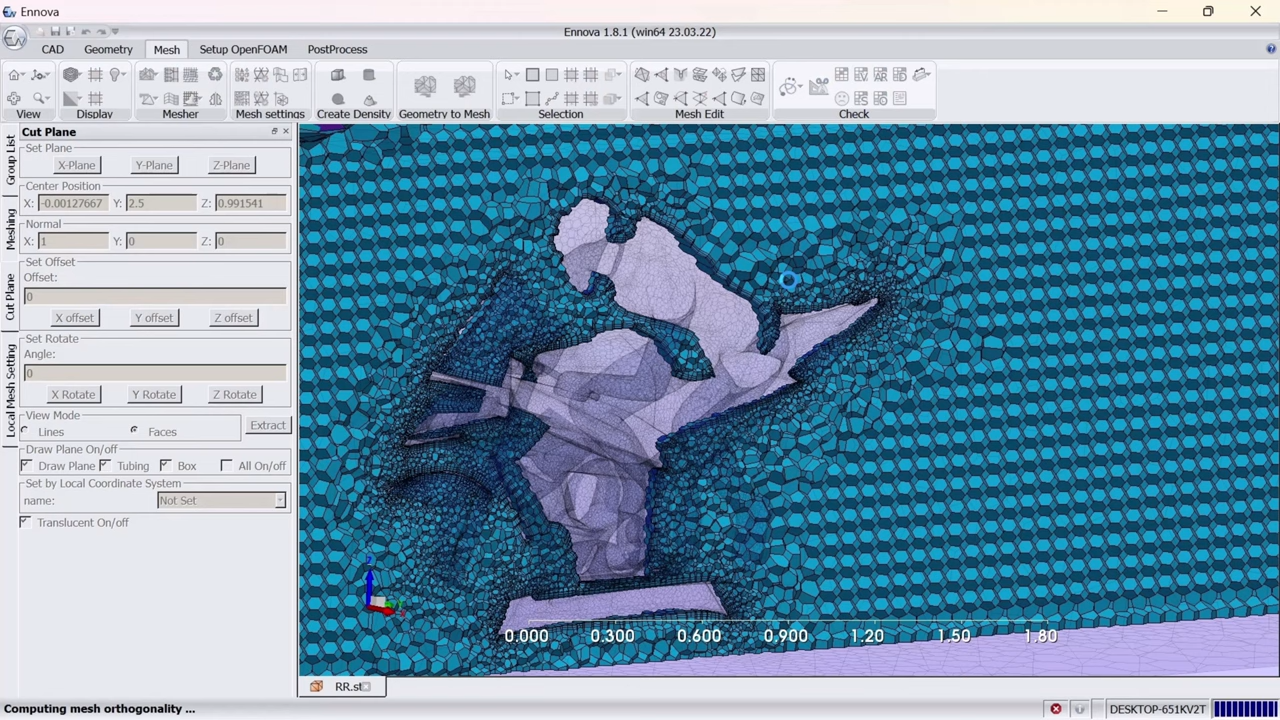 Ennova
Ennova 1.8.1 (win64 23.03.22)
CAD Geometry Mesh Setup OpenFOAM PostProcess
View Display Mesher Mesh settings Create Density Geometry to Mesh Selection Mesh Edit Check
Group List
Meshing
Cut Plane
Local Mesh Setting
Cut Plane
Set Plane
X-Plane Y-Plane Z-Plane
Center Position
X: -0.00127667 Y: 2.5 Z: 0.991541
Normal
X: 1 Y: 0 Z: 0
Set Offset
Offset:
0
X offset Y offset Z offset
Set Rotate
Angle:
0
X Rotate Y Rotate Z Rotate
View Mode
Lines Faces Extract
Draw Plane On/off
Draw Plane Tubing Box All On/off
Set by Local Coordinate System
name: Not Set
Translucent On/off
Z
0.000 0.300 0.600 0.900 1.20 1.50 1.80
RR.st
Computing mesh orthogonality ... DESKTOP-651KV2T